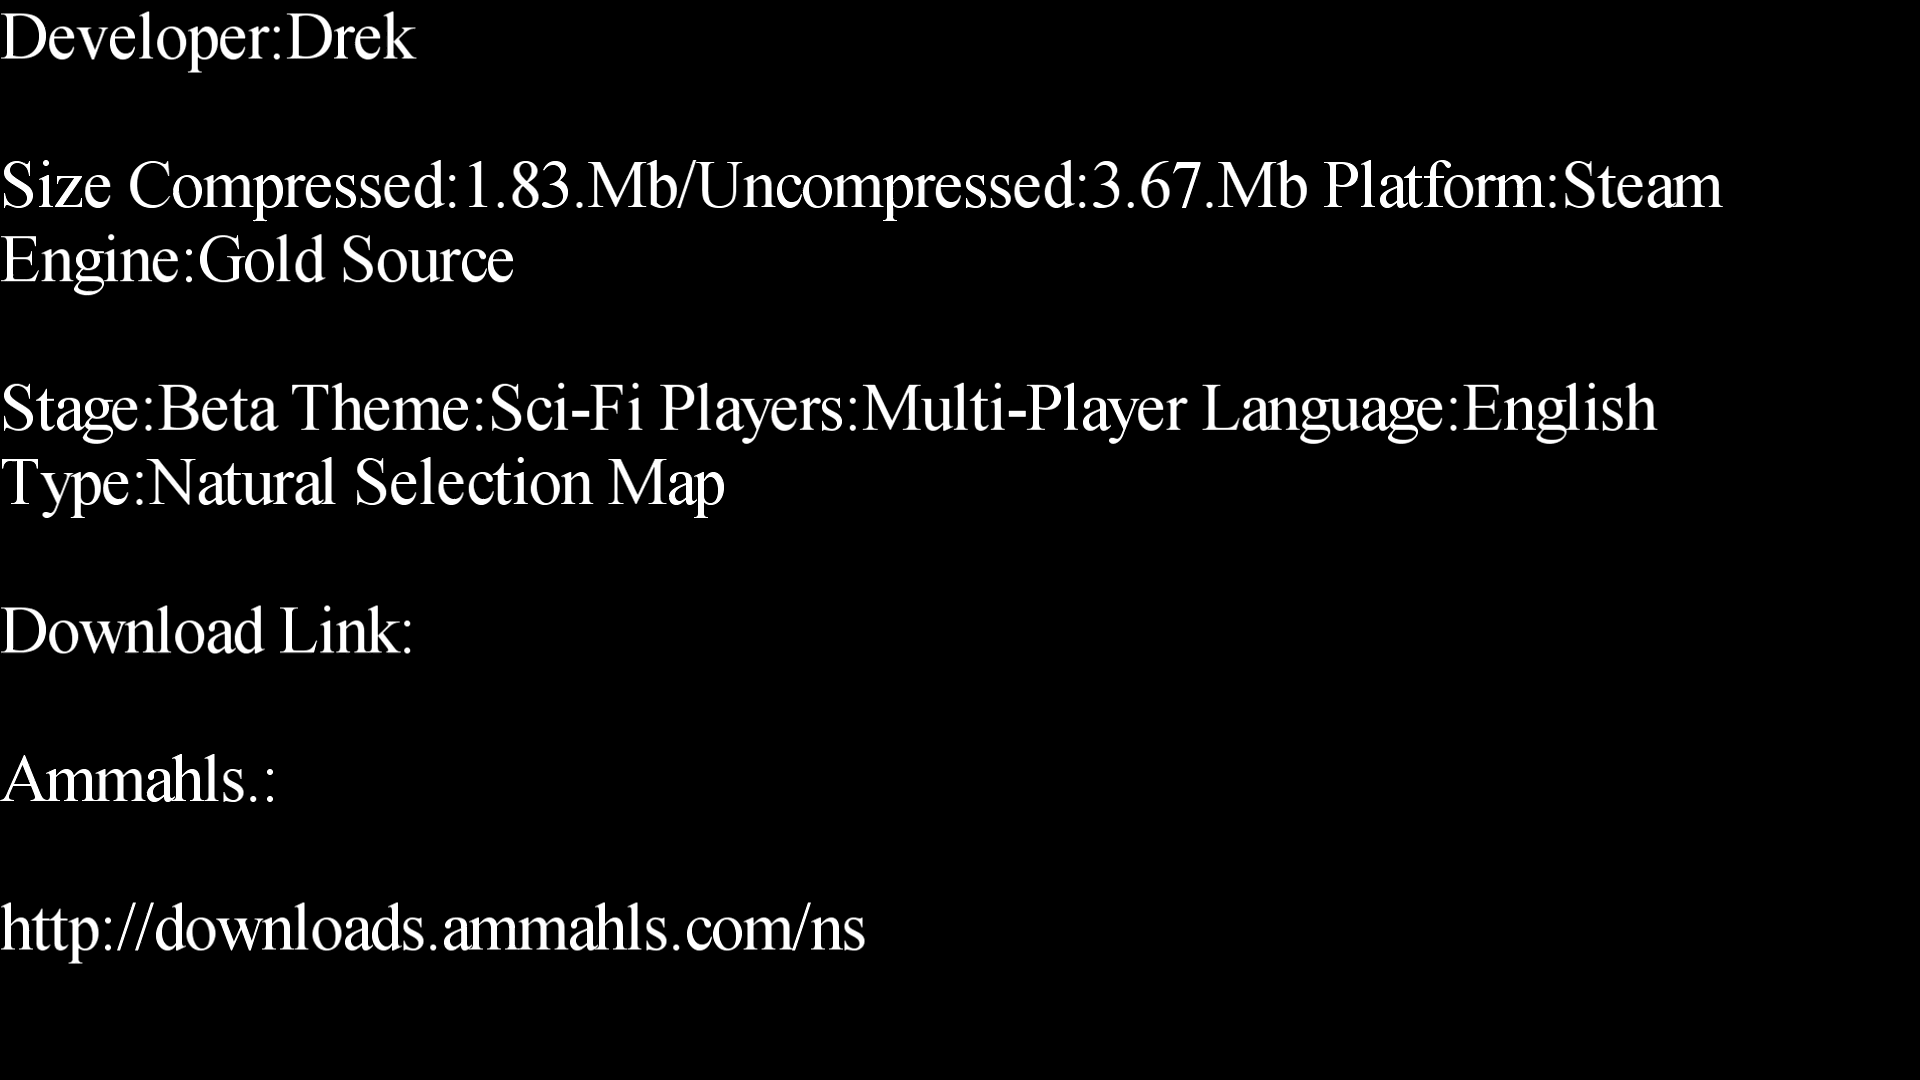 Developer:Drek
Size Compressed:1.83.Mb/Uncompressed:3.67.Mb Platform:Steam
Engine:Gold Source
Stage:Beta Theme:Sci-Fi Players:Multi-Player Language:English
Type:Natural Selection Map
Download Link:
Ammahls.:
http://downloads.ammahls.com/ns